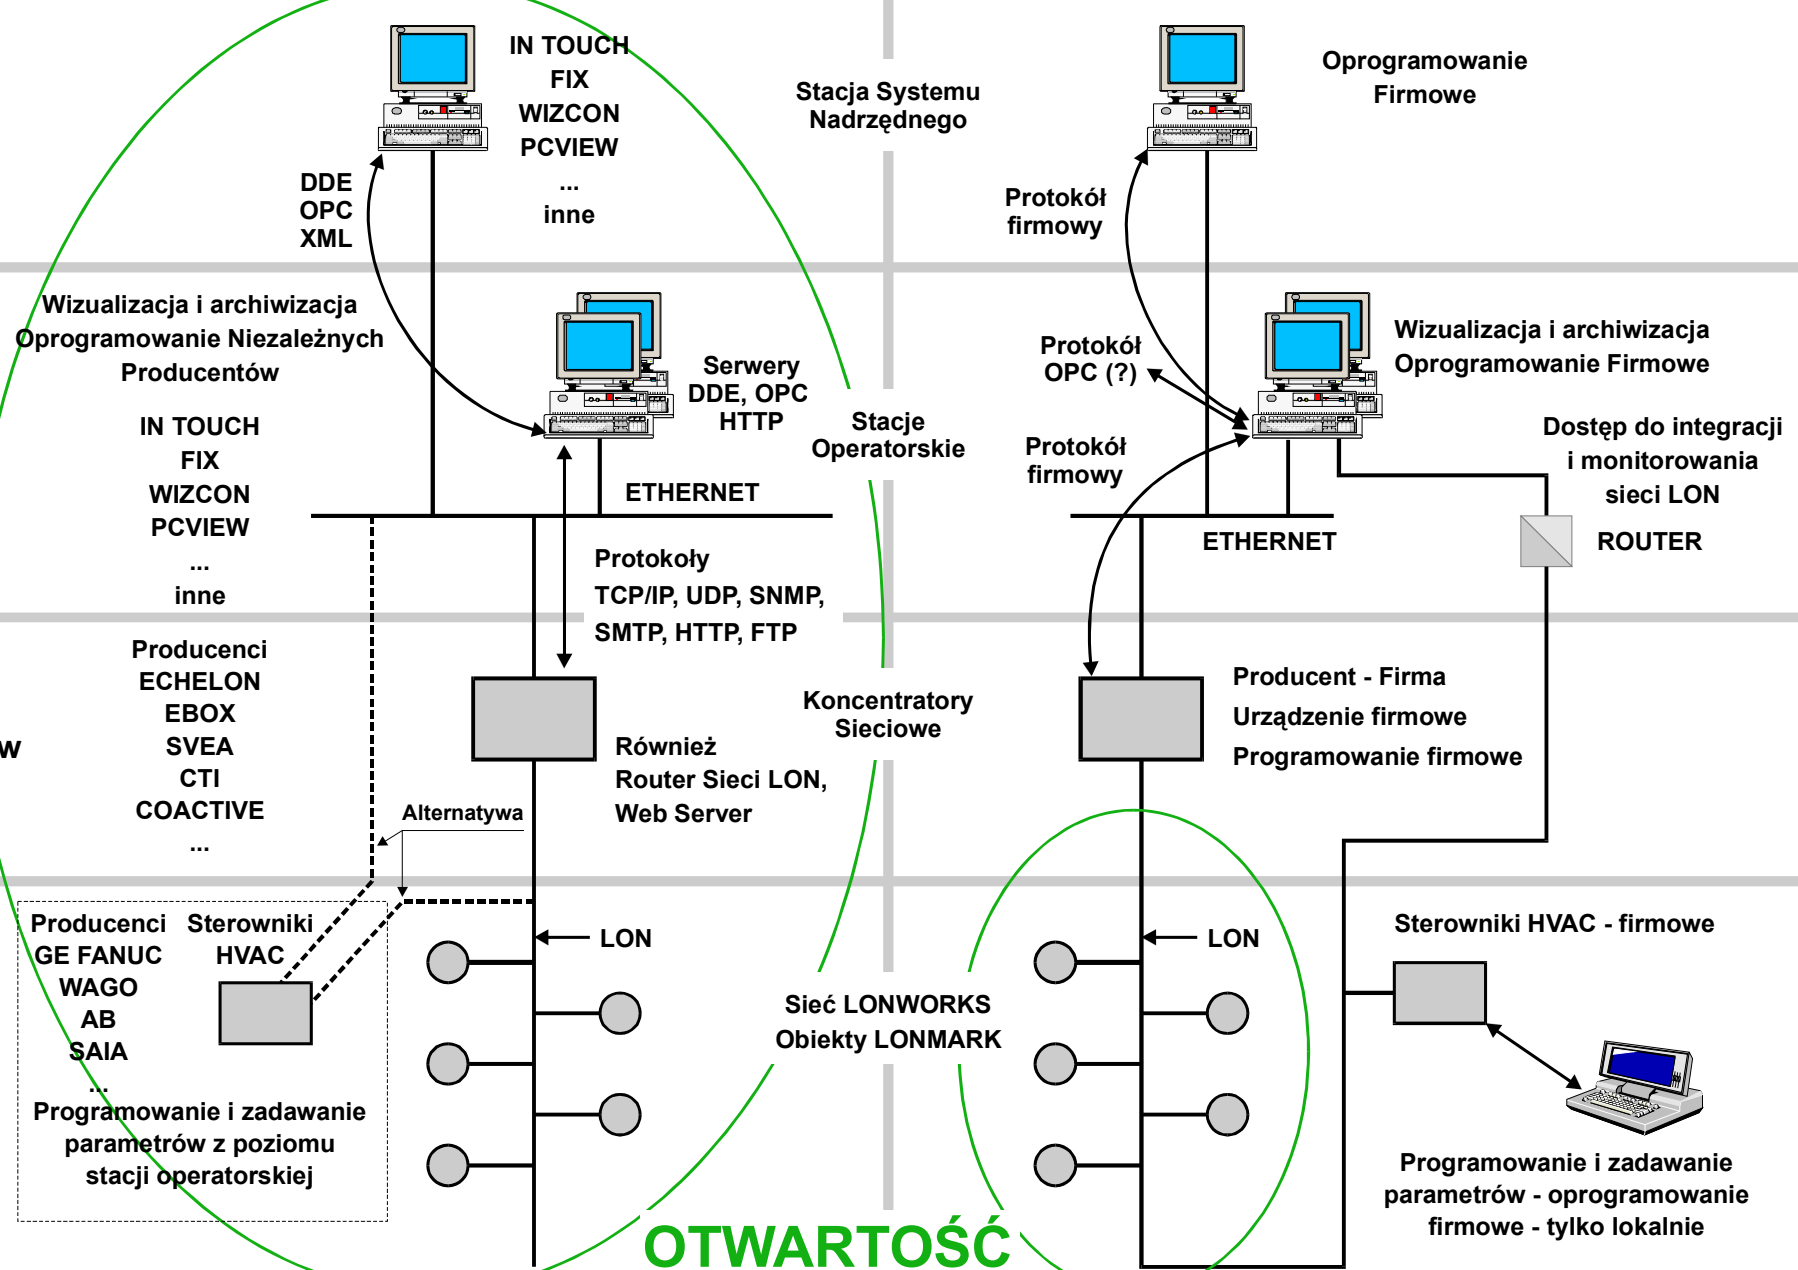 IN TOUCH
FIX
WIZCON
PCVIEW
...
inne
DDE
OPC
XML
Stacja Systemu
Nadrzędnego
Oprogramowanie
Firmowe
Protokół
firmowy
Wizualizacja i archiwizacja
Oprogramowanie Niezależnych
Producentów
IN TOUCH
FIX
WIZCON
PCVIEW
...
inne
Serwery
DDE, OPC
HTTP
Stacje
Operatorskie
ETHERNET
Protokoły
TCP/IP, UDP, SNMP,
SMTP, HTTP, FTP
Protokół
OPC (?)
Protokół
firmowy
Wizualizacja i archiwizacja
Oprogramowanie Firmowe
Dostęp do integracji
i monitorowania
sieci LON
ETHERNET
ROUTER
w
Producenci
ECHELON
EBOX
SVEA
CTI
COACTIVE
...
Również
Router Sieci LON,
Web Server
Alternatywa
Koncentratory
Sieciowe
Producent - Firma
Urządzenie firmowe
Programowanie firmowe
Producenci
GE FANUC
WAGO
AB
SAIA
...
Sterowniki
HVAC
Programowanie i zadawanie
parametrów z poziomu
stacji operatorskiej
LON
Sieć LONWORKS
Obiekty LONMARK
LON
Sterowniki HVAC - firmowe
Programowanie i zadawanie
parametrów - oprogramowanie
firmowe - tylko lokalnie
OTWARTOŚĆ